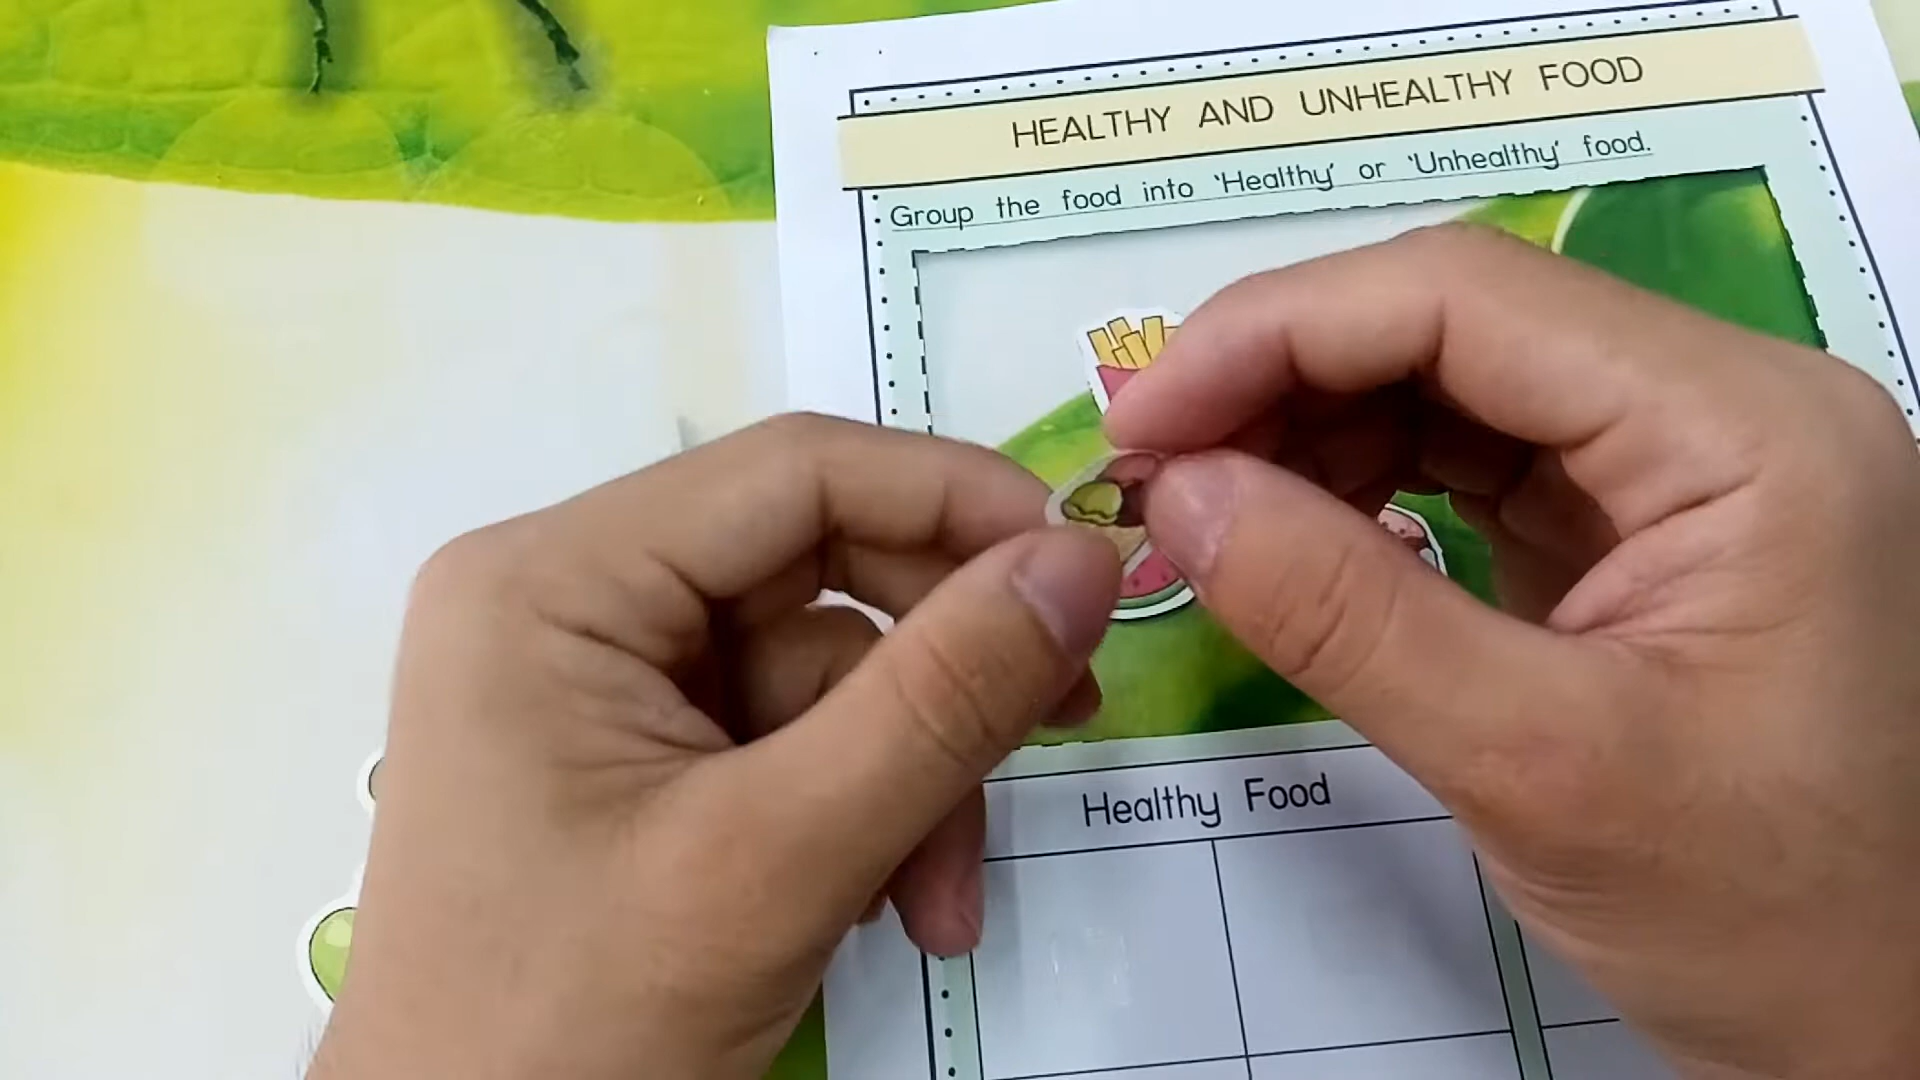 HEALTHY AND UNHEALTHY FOOD
Group the food into 'Healthy' or 'Unhealthy' food.
Healthy Food